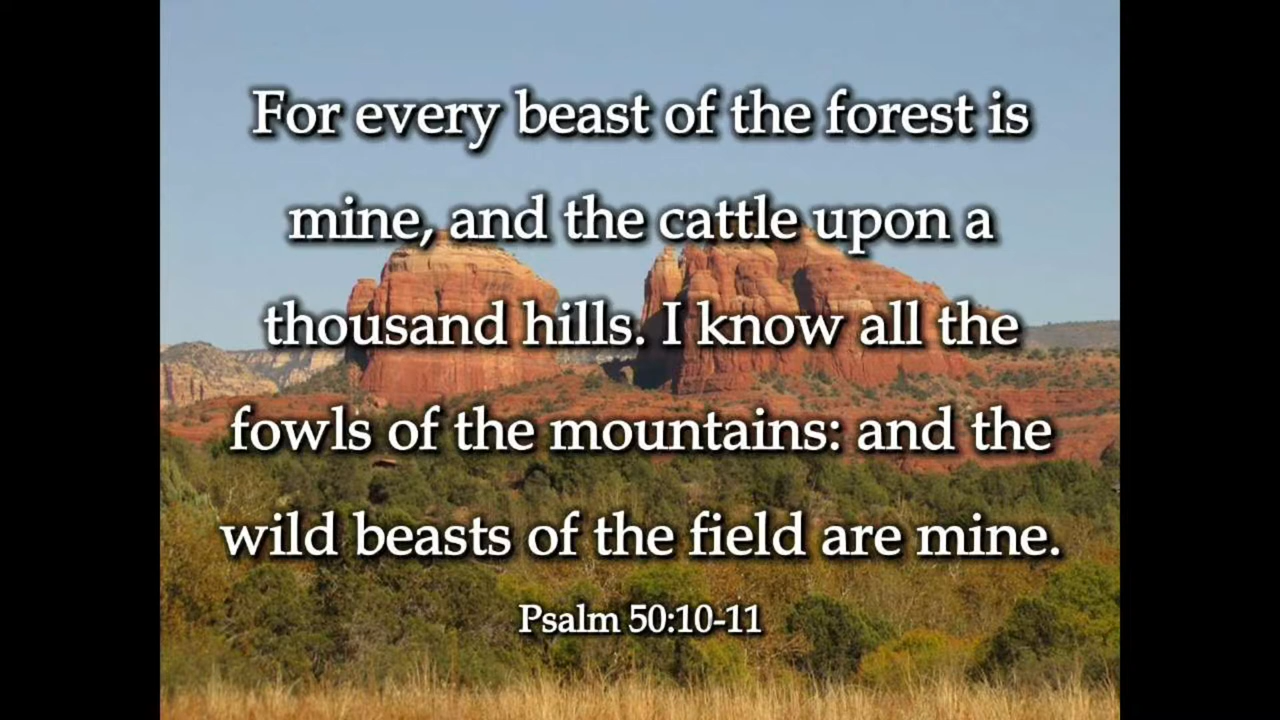 For every beast of the forest is
mine, and the cattle upon a
thousand hills. I know all the
fowls of the mountains: and the
wild beasts of the field are mine.
Psalm 50:10-11